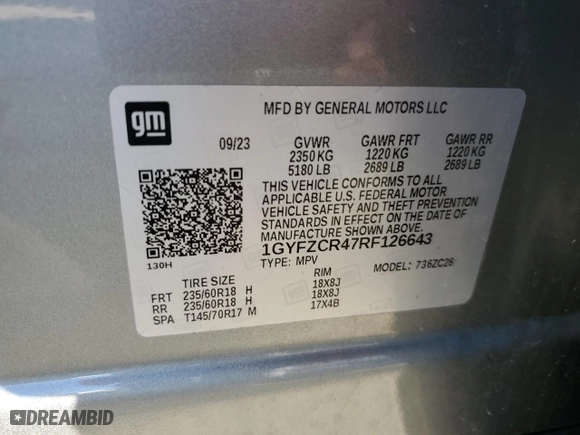 gm
MFD BY GENERAL MOTORS LLC
09/23 GVWR GAWR FRT GAWR RR
2350 KG 1220 KG 1220 KG
5180 LB 2689 LB 2689 LB
THIS VEHICLE CONFORMS TO ALL
APPLICABLE U.S. FEDERAL MOTOR
VEHICLE SAFETY AND THEFT PREVENTION
STANDARDS IN EFFECT ON THE DATE OF
MANUFACTURE SHOWN ABOVE.
1GYFZCR47RF126643
130H
TYPE: MPV MODEL: 736ZC26
TIRE SIZE RIM
FRT 235/60R18 H 18X8J
RR 235/60R18 H 18X8J
SPA T145/70R17 M 17X4B
DREAMBID